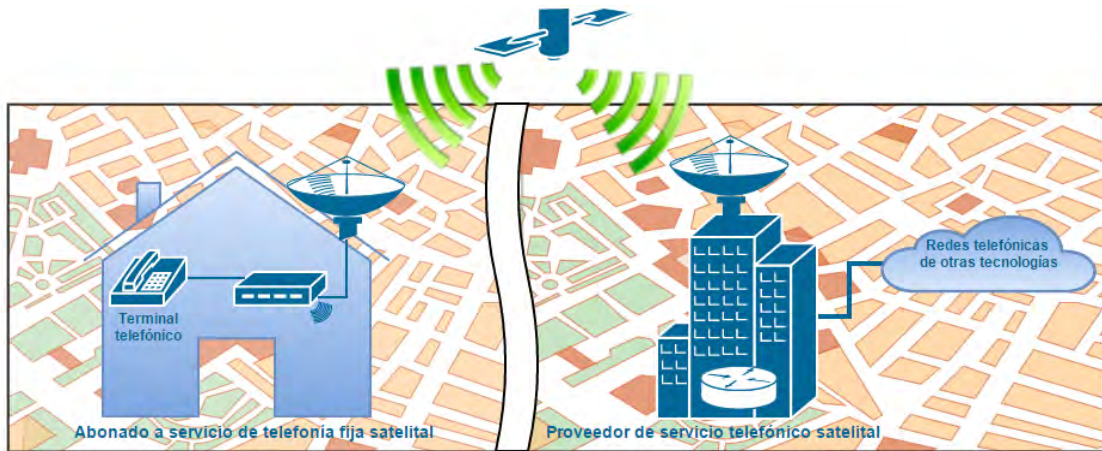 Redes telefónicas
de otras tecnologías
Terminal
telefónico
Abonado a servicio de telefonía fija satelital
Proveedor de servicio telefónico satelital